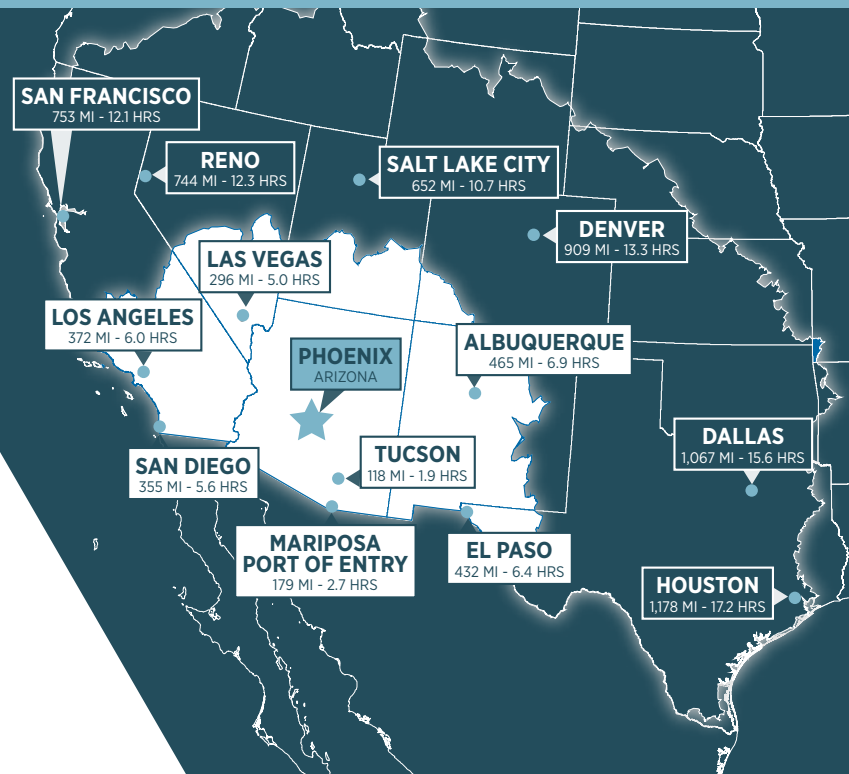 SAN FRANCISCO
753 MI - 12.1 HRS
RENO
744 MI - 12.3 HRS
SALT LAKE CITY
652 MI - 10.7 HRS
DENVER
909 MI - 13.3 HRS
LAS VEGAS
296 MI - 5.0 HRS
LOS ANGELES
372 MI - 6.0 HRS
PHOENIX
ARIZONA
ALBUQUERQUE
465 MI - 6.9 HRS
DALLAS
1,067 MI - 15.6 HRS
TUCSON
118 MI - 1.9 HRS
SAN DIEGO
355 MI - 5.6 HRS
MARIPOSA
PORT OF ENTRY
179 MI - 2.7 HRS
EL PASO
432 MI - 6.4 HRS
HOUSTON
1,178 MI - 17.2 HRS